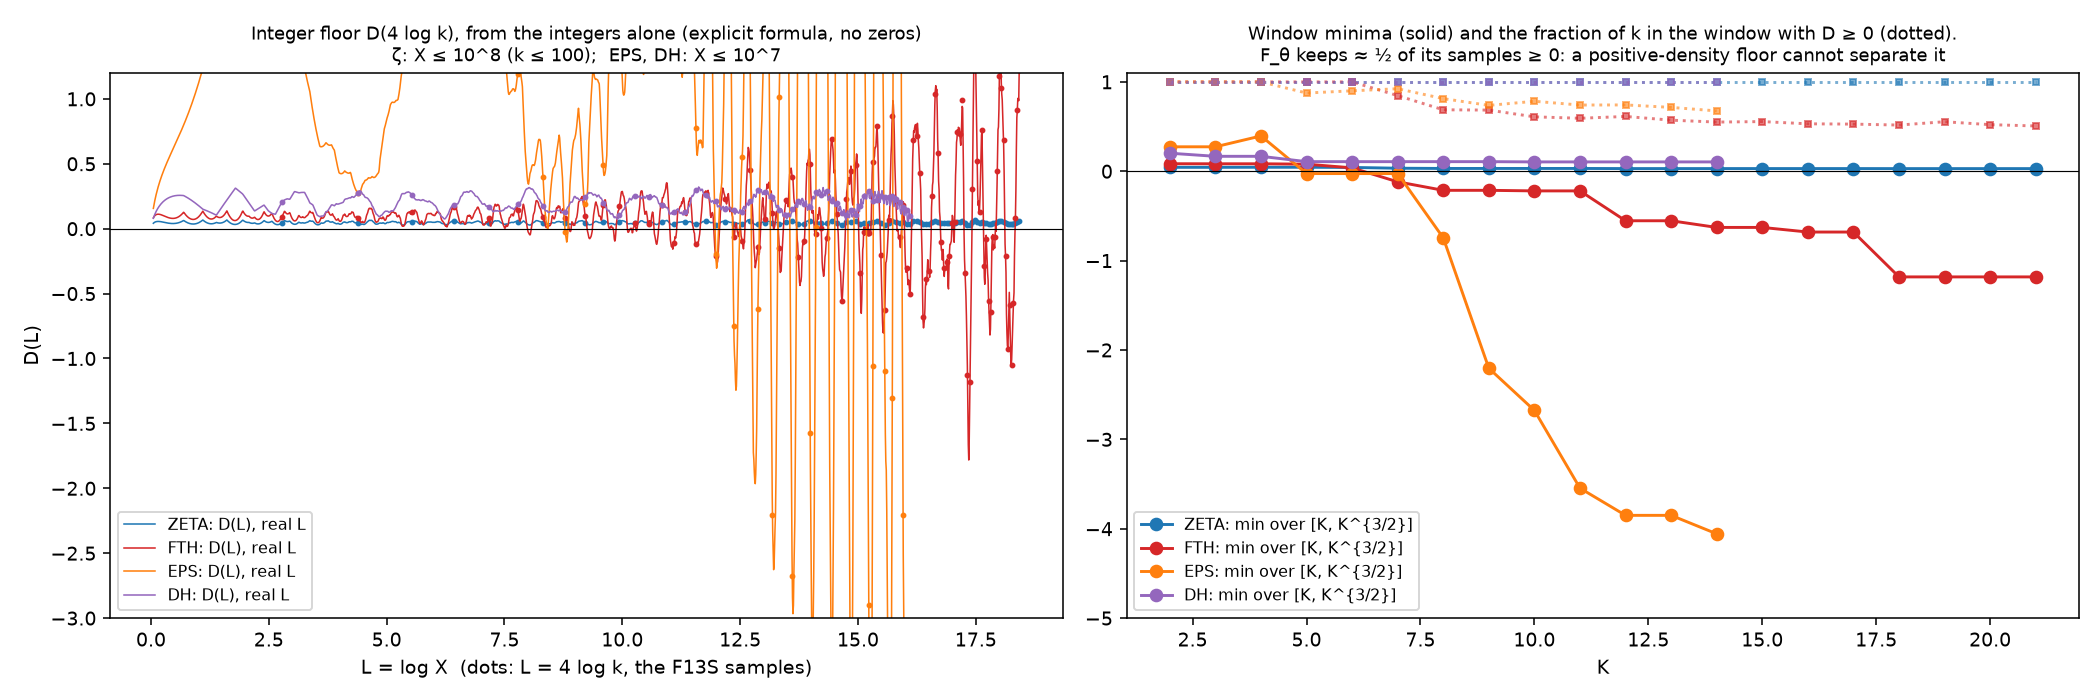 Integer floor D(4 log k), from the integers alone (explicit formula, no zeros)
ζ: X ≤ 10^8 (k ≤ 100);  EPS, DH: X ≤ 10^7
D(L)
1.0
0.5
0.0
−0.5
−1.0
−1.5
−2.0
−2.5
−3.0
ZETA: D(L), real L
FTH: D(L), real L
EPS: D(L), real L
DH: D(L), real L
0.0 2.5 5.0 7.5 10.0 12.5 15.0 17.5
L = log X  (dots: L = 4 log k, the F13S samples)
Window minima (solid) and the fraction of k in the window with D ≥ 0 (dotted).
F_θ keeps ≈ ½ of its samples ≥ 0: a positive-density floor cannot separate it
1
0
−1
−2
−3
−4
−5
ZETA: min over [K, K^{3/2}]
FTH: min over [K, K^{3/2}]
EPS: min over [K, K^{3/2}]
DH: min over [K, K^{3/2}]
2.5 5.0 7.5 10.0 12.5 15.0 17.5 20.0
K